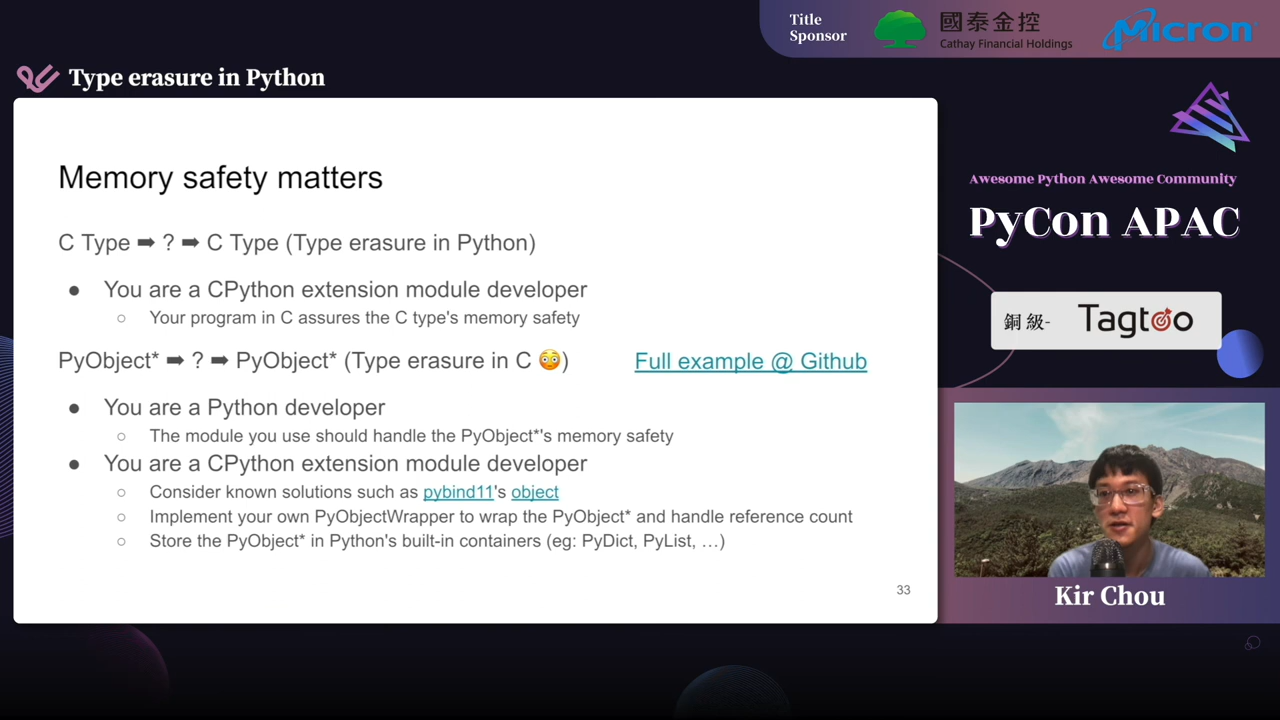 Title
Sponsor
國泰金控
Cathay Financial Holdings
Micron
Type erasure in Python
Memory safety matters
C Type ➡ ? ➡ C Type (Type erasure in Python)
● You are a CPython extension module developer
○ Your program in C assures the C type's memory safety
PyObject* ➡ ? ➡ PyObject* (Type erasure in C 😳)
Full example @ Github
● You are a Python developer
○ The module you use should handle the PyObject*'s memory safety
● You are a CPython extension module developer
○ Consider known solutions such as pybind11's object
○ Implement your own PyObjectWrapper to wrap the PyObject* and handle reference count
○ Store the PyObject* in Python's built-in containers (eg: PyDict, PyList, …)
33
Awesome Python Awesome Community
PyCon APAC
銅級- Tagtoo
Kir Chou